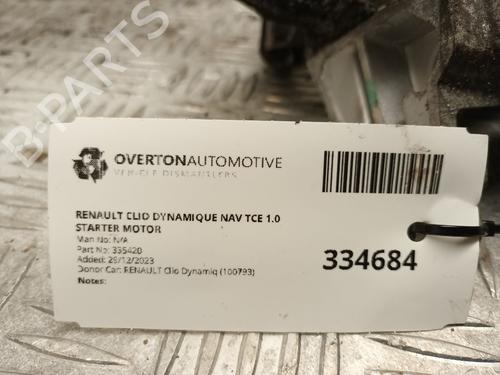 B-PARTS
OVERTONAUTOMOTIVE
VEHICLE DISMANTLERS
RENAULT CLIO DYNAMIQUE NAV TCE 1.0
STARTER MOTOR
Man No: N/A
Part No: 335420
Added: 29/12/2023
Donor Car: RENAULT Clio Dynamiq (100793)
Notes:
334684